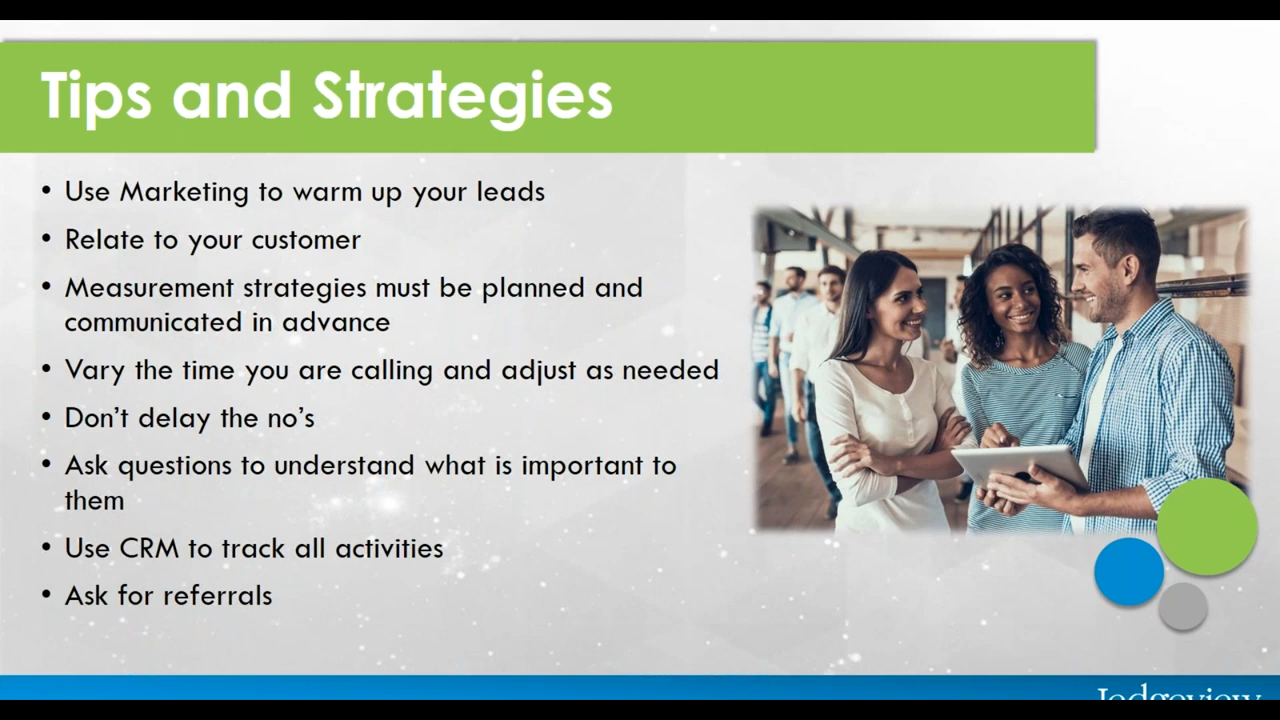 Tips and Strategies
• Use Marketing to warm up your leads
• Relate to your customer
• Measurement strategies must be planned and
communicated in advance
• Vary the time you are calling and adjust as needed
• Don’t delay the no’s
• Ask questions to understand what is important to
them
• Use CRM to track all activities
• Ask for referrals